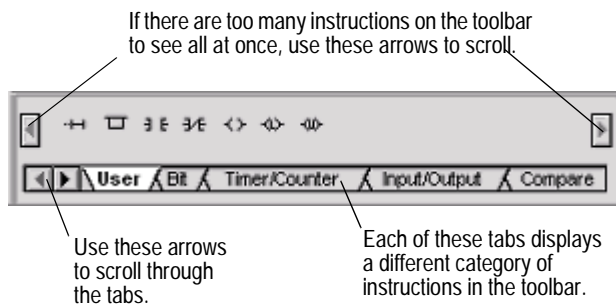 If there are too many instructions on the toolbar
to see all at once, use these arrows to scroll.
User Bit Timer/Counter Input/Output Compare
Use these arrows
to scroll through
the tabs.
Each of these tabs displays
a different category of
instructions in the toolbar.